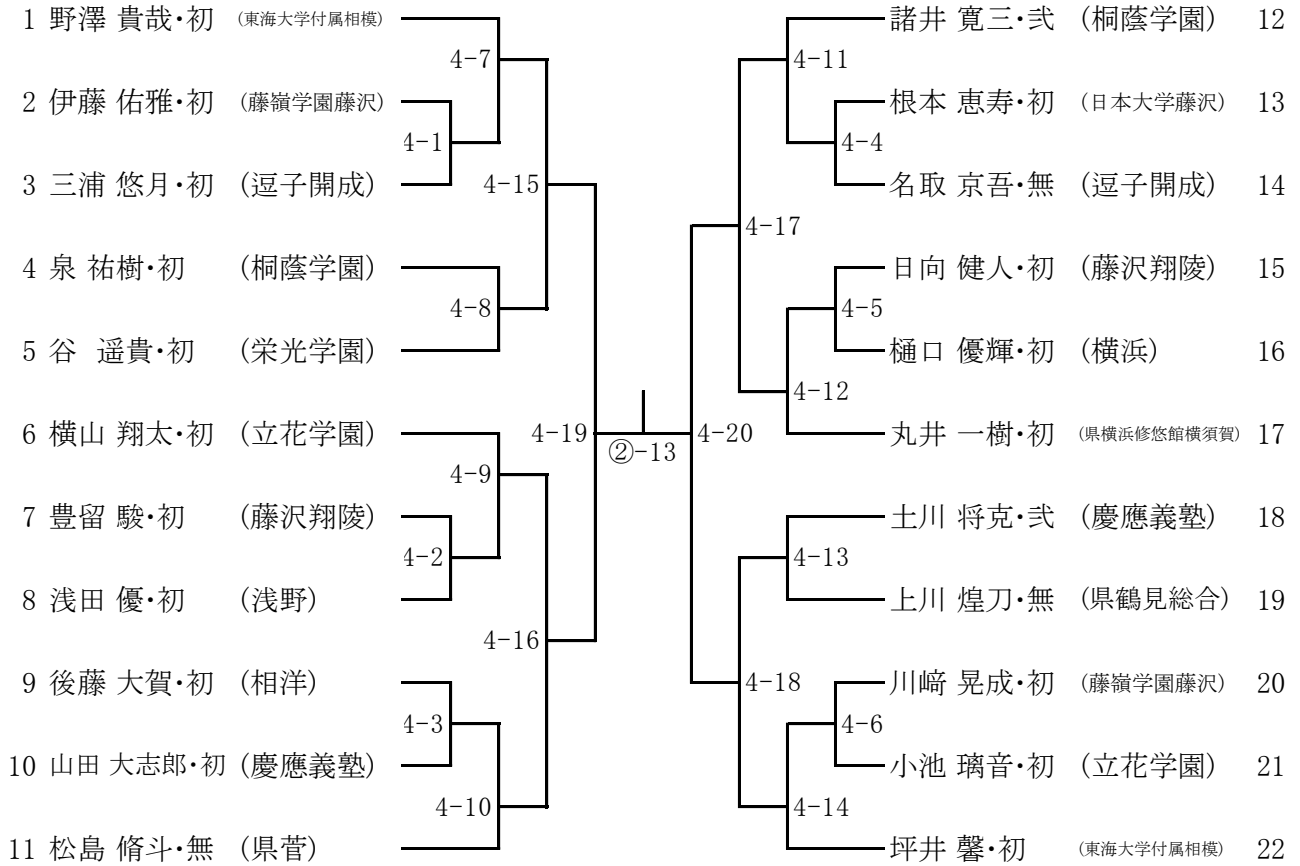 1 野澤 貴哉・初 (東海大学付属相模)
4-7
2 伊藤 佑雅・初 (藤嶺学園藤沢)
4-1
3 三浦 悠月・初 (逗子開成)
4-15
4 泉 祐樹・初 (桐蔭学園)
4-8
5 谷 遥貴・初 (栄光学園)
4-19
6 横山 翔太・初 (立花学園)
4-9
7 豊留 駿・初 (藤沢翔陵)
4-2
8 浅田 優・初 (浅野)
4-16
9 後藤 大賀・初 (相洋)
4-3
10 山田 大志郎・初 (慶應義塾)
4-10
11 松島 脩斗・無 (県菅)
②-13
諸井 寛三・弐 (桐蔭学園) 12
4-11
根本 恵寿・初 (日本大学藤沢) 13
4-4
名取 京吾・無 (逗子開成) 14
4-17
日向 健人・初 (藤沢翔陵) 15
4-5
樋口 優輝・初 (横浜) 16
4-12
丸井 一樹・初 (県横浜修悠館横須賀) 17
4-20
土川 将克・弐 (慶應義塾) 18
4-13
上川 煌刀・無 (県鶴見総合) 19
4-18
川﨑 晃成・初 (藤嶺学園藤沢) 20
4-6
小池 璃音・初 (立花学園) 21
4-14
坪井 馨・初 (東海大学付属相模) 22